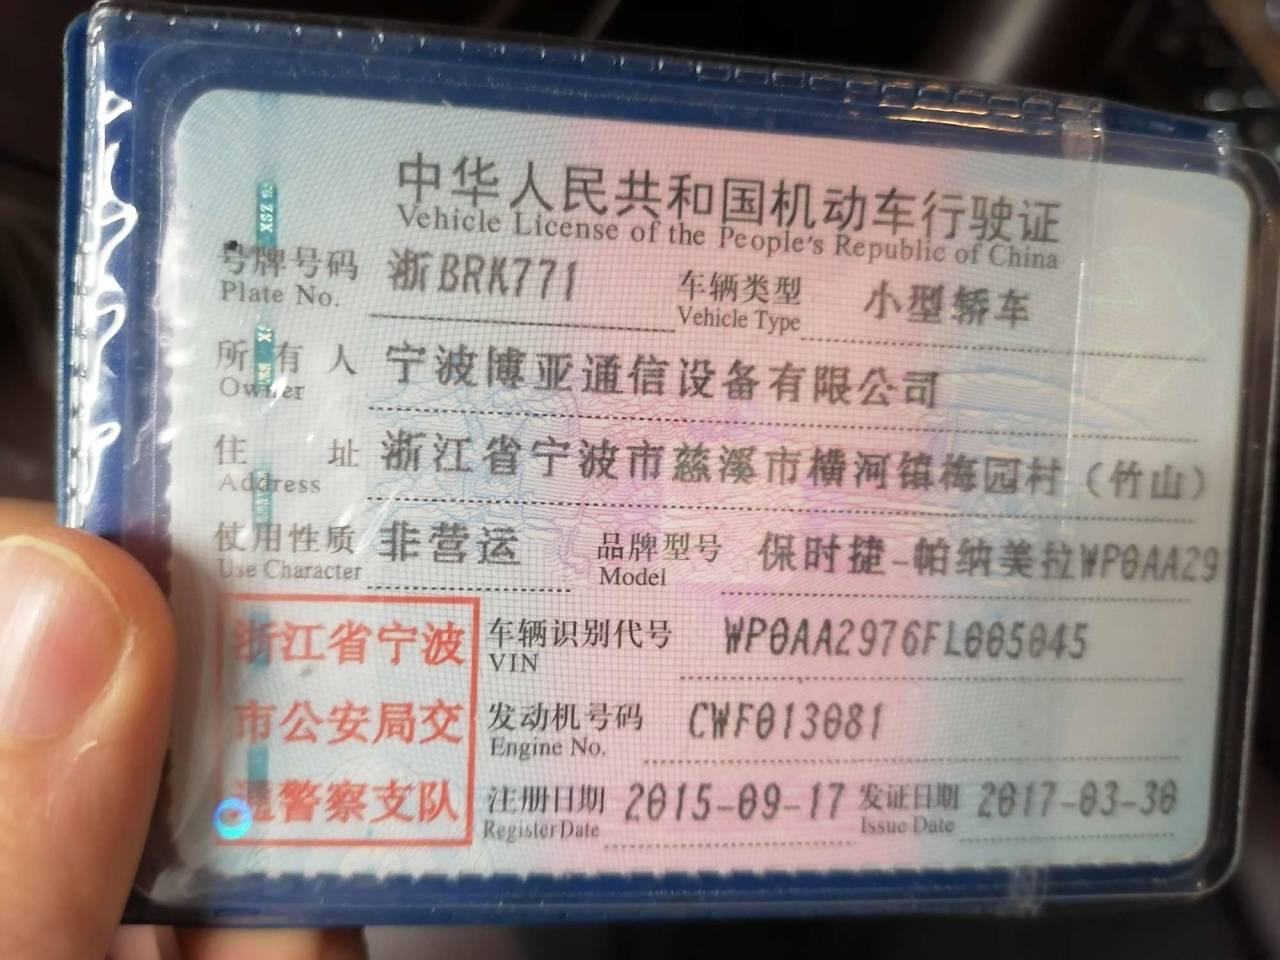 中华人民共和国机动车行驶证
Vehicle License of the People's Republic of China
号牌号码 浙BRK771 车辆类型 小型轿车
Plate No. Vehicle Type
所有人 宁波博亚通信设备有限公司
Owner
住址 浙江省宁波市慈溪市横河镇梅园村（竹山）
Address
使用性质 非营运 品牌型号 保时捷-帕纳美拉WP0AA29
Use Character Model
浙江省宁波 车辆识别代号 WP0AA2976FL005045
VIN
市公安局交 发动机号码 CWF013081
Engine No.
通警察支队 注册日期 2015-09-17 发证日期 2017-03-30
Register Date Issue Date